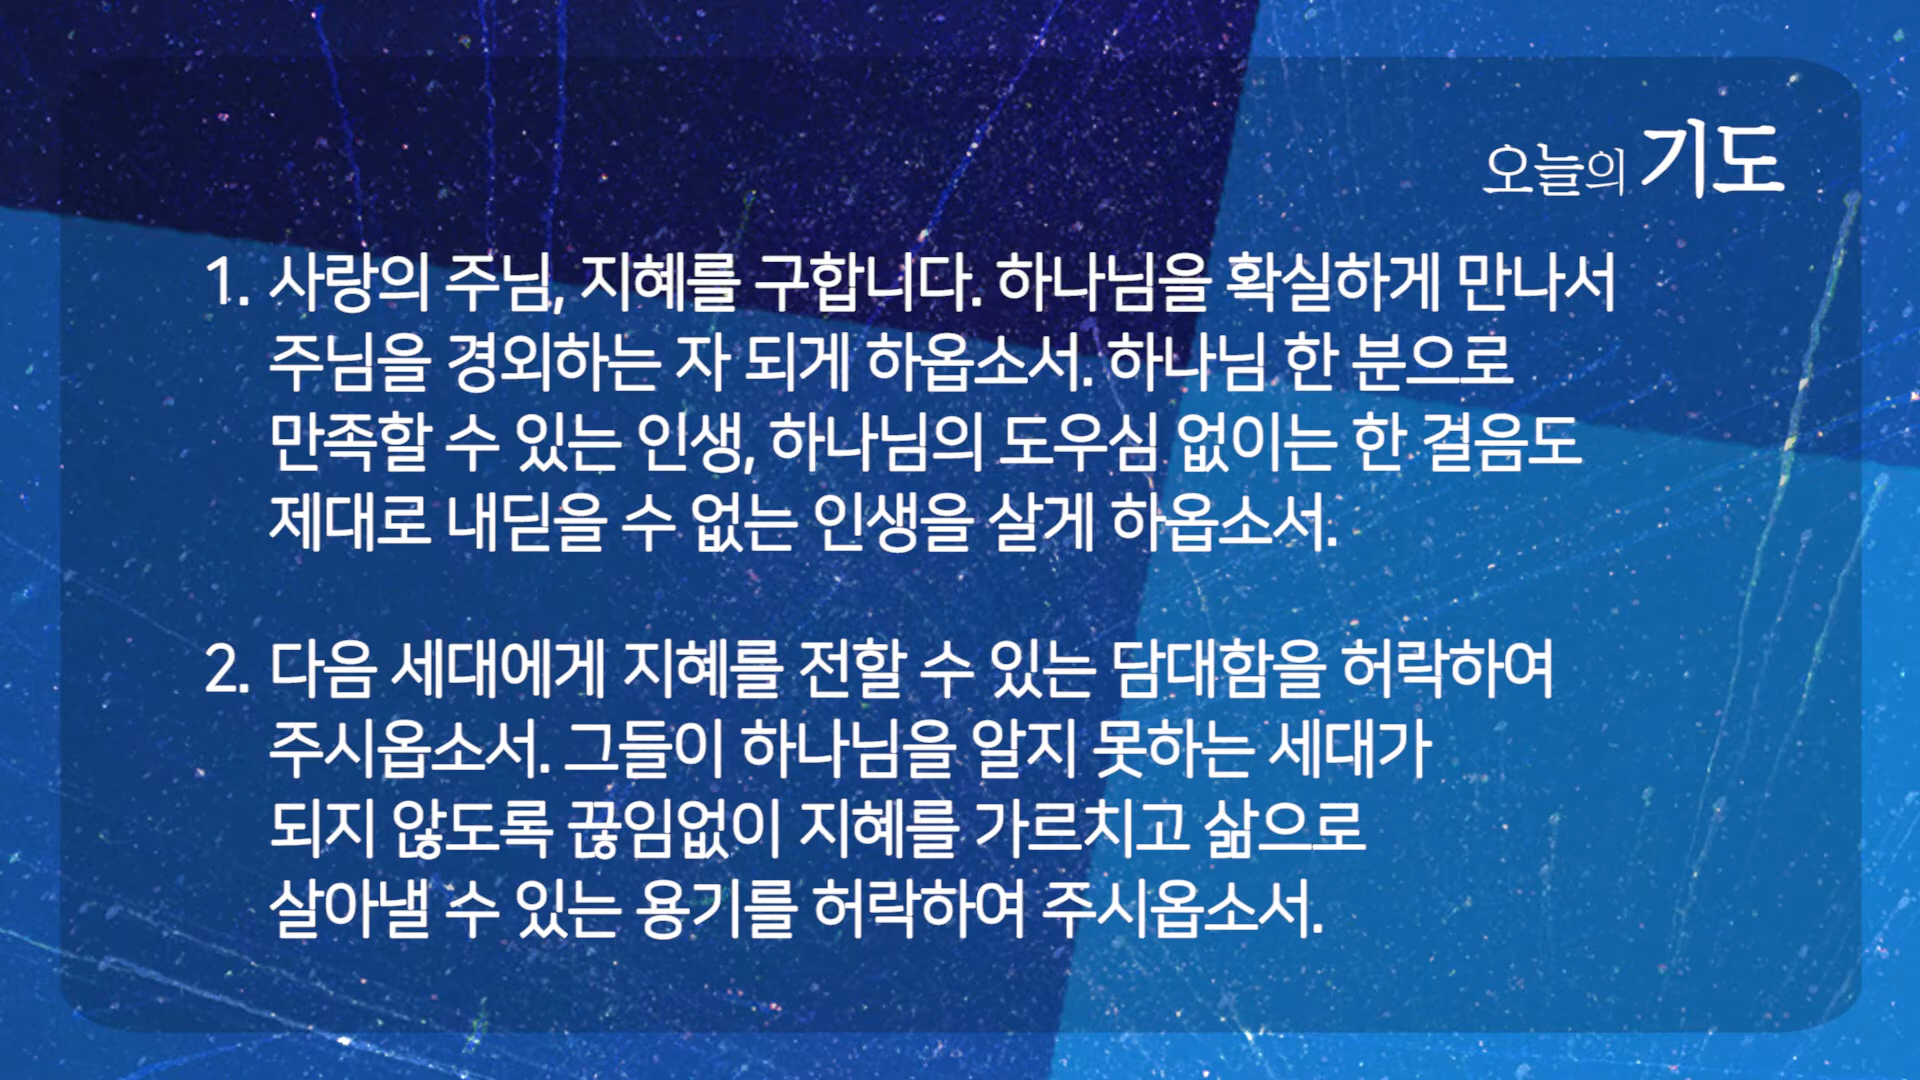 오늘의 기도
1. 사랑의 주님, 지혜를 구합니다. 하나님을 확실하게 만나서
주님을 경외하는 자 되게 하옵소서. 하나님 한 분으로
만족할 수 있는 인생, 하나님의 도우심 없이는 한 걸음도
제대로 내딛을 수 없는 인생을 살게 하옵소서.
2. 다음 세대에게 지혜를 전할 수 있는 담대함을 허락하여
주시옵소서. 그들이 하나님을 알지 못하는 세대가
되지 않도록 끊임없이 지혜를 가르치고 삶으로
살아낼 수 있는 용기를 허락하여 주시옵소서.